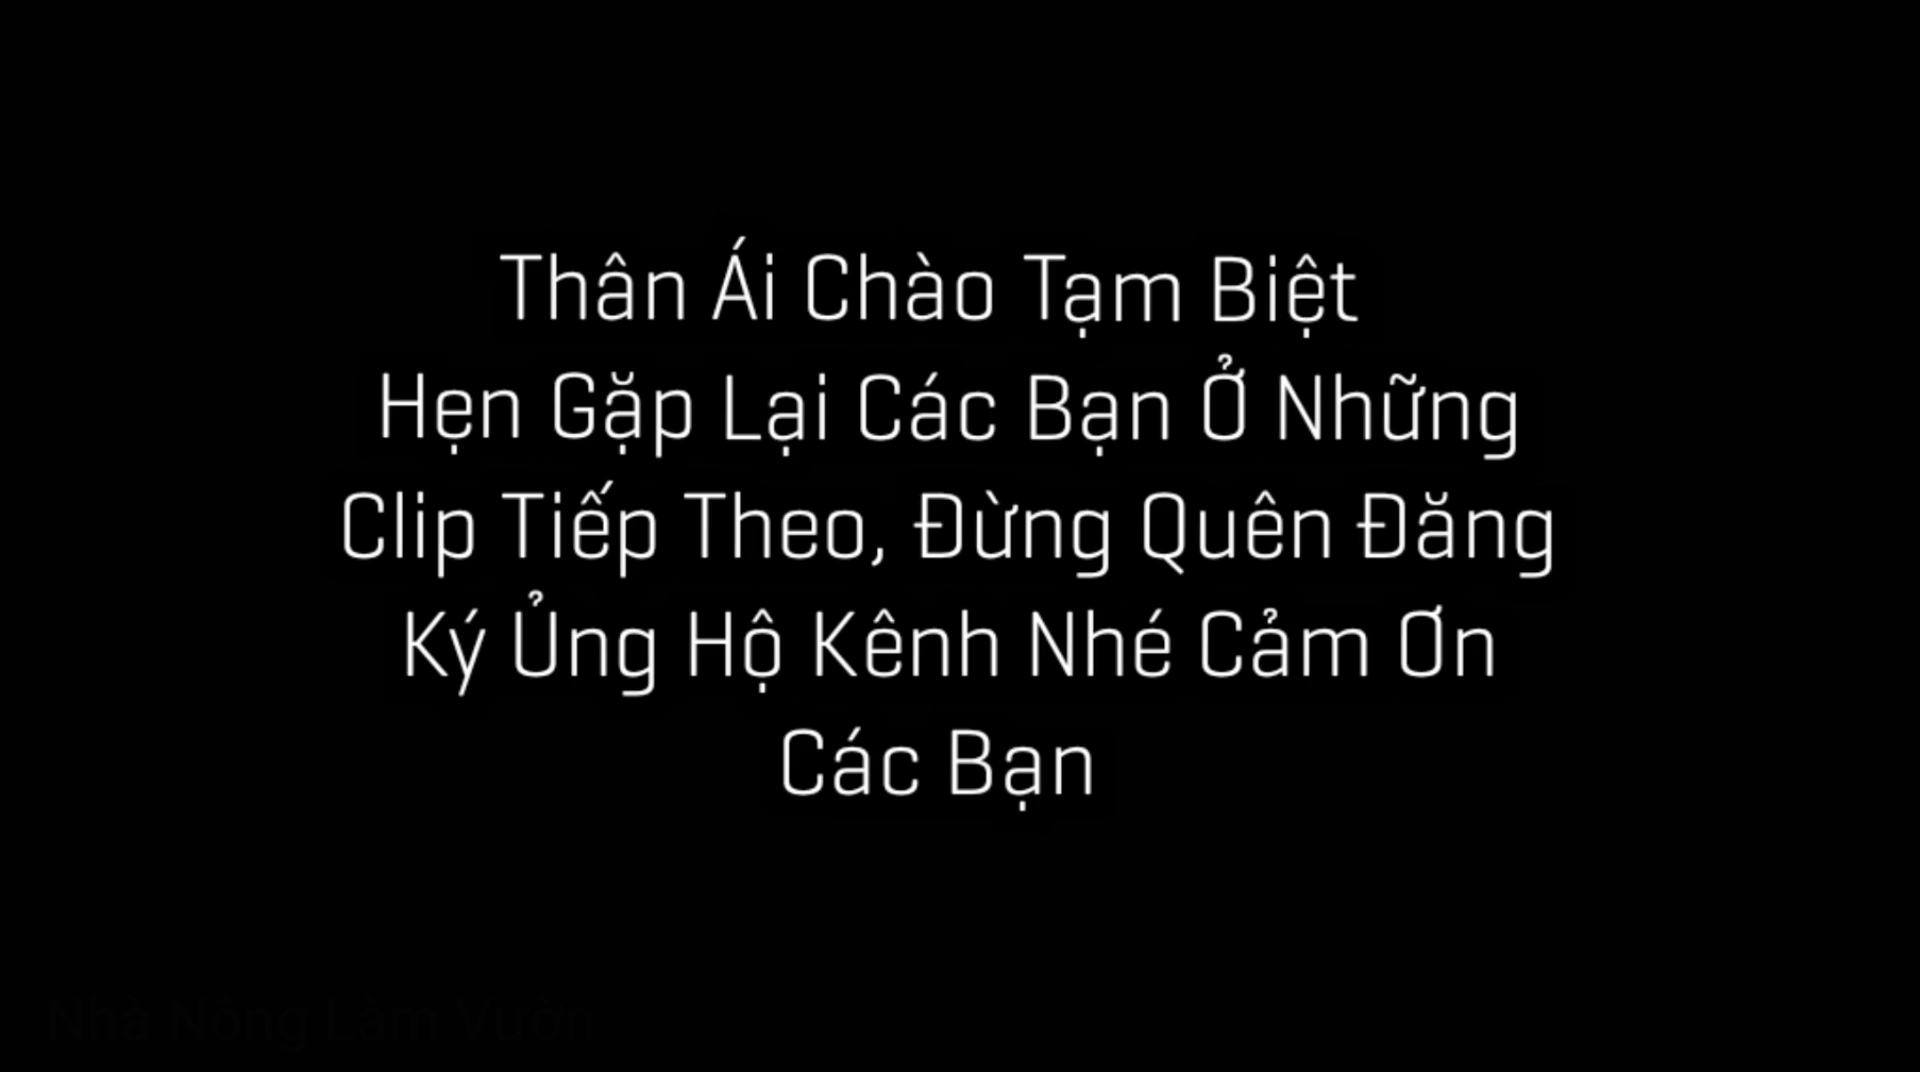 Thân Ái Chào Tạm Biệt
Hẹn Gặp Lại Các Bạn Ở Những
Clip Tiếp Theo, Đừng Quên Đăng
Ký Ủng Hộ Kênh Nhé Cảm Ơn
Các Bạn
Nhà Nông Làm Vườn